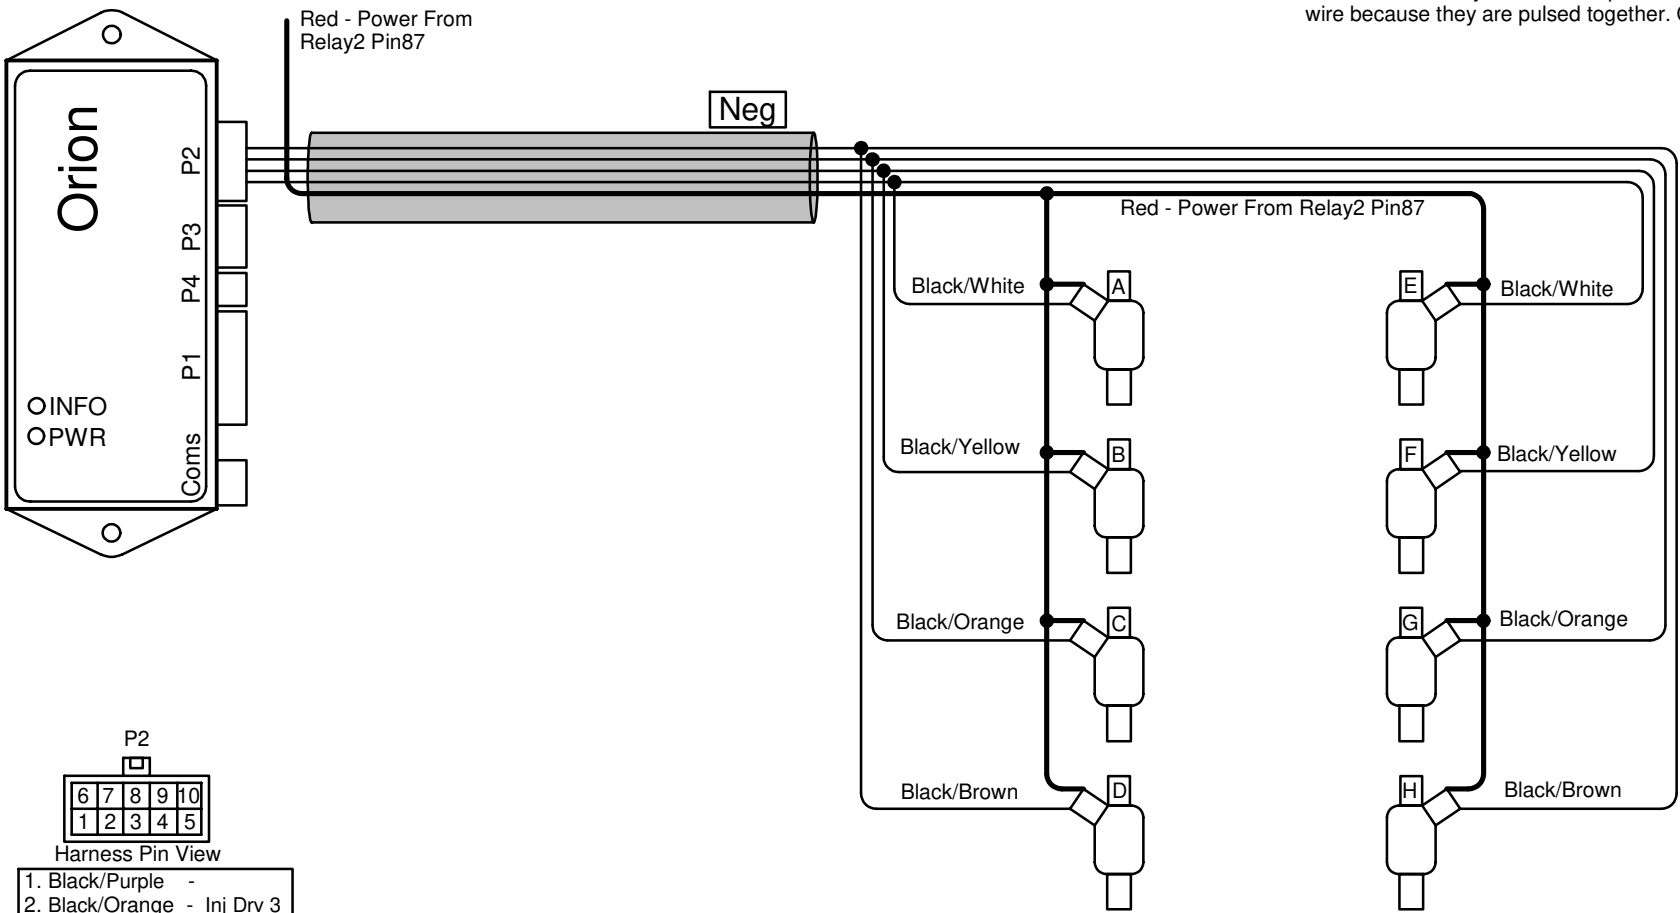 wire because they are pulsed together.
Red - Power From
Relay2 Pin87
Neg
Orion
P2
P3
P4
P1
Coms
INFO
PWR
Red - Power From Relay2 Pin87
Black/White
A
E
Black/White
Black/Yellow
B
F
Black/Yellow
Black/Orange
C
G
Black/Orange
Black/Brown
D
H
Black/Brown
P2
6 7 8 9 10
1 2 3 4 5
Harness Pin View
1. Black/Purple -
2. Black/Orange - Inj Drv 3